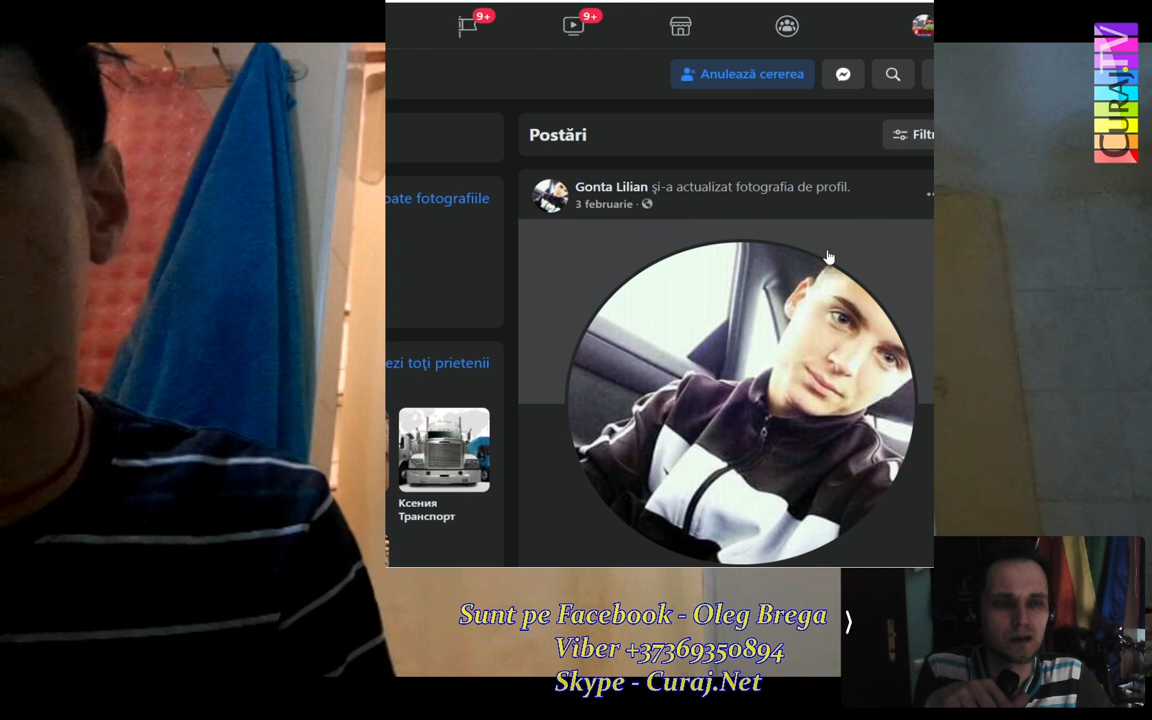 9+
9+
Anulează cererea
Postări
Filtr
oate fotografiile
Gonta Lilian și-a actualizat fotografia de profil.
3 februarie
ezi toți prietenii
Ксения
Транспорт
CURAJ.TV
Sunt pe Facebook - Oleg Brega
Viber +37369350894
Skype - Curaj.Net